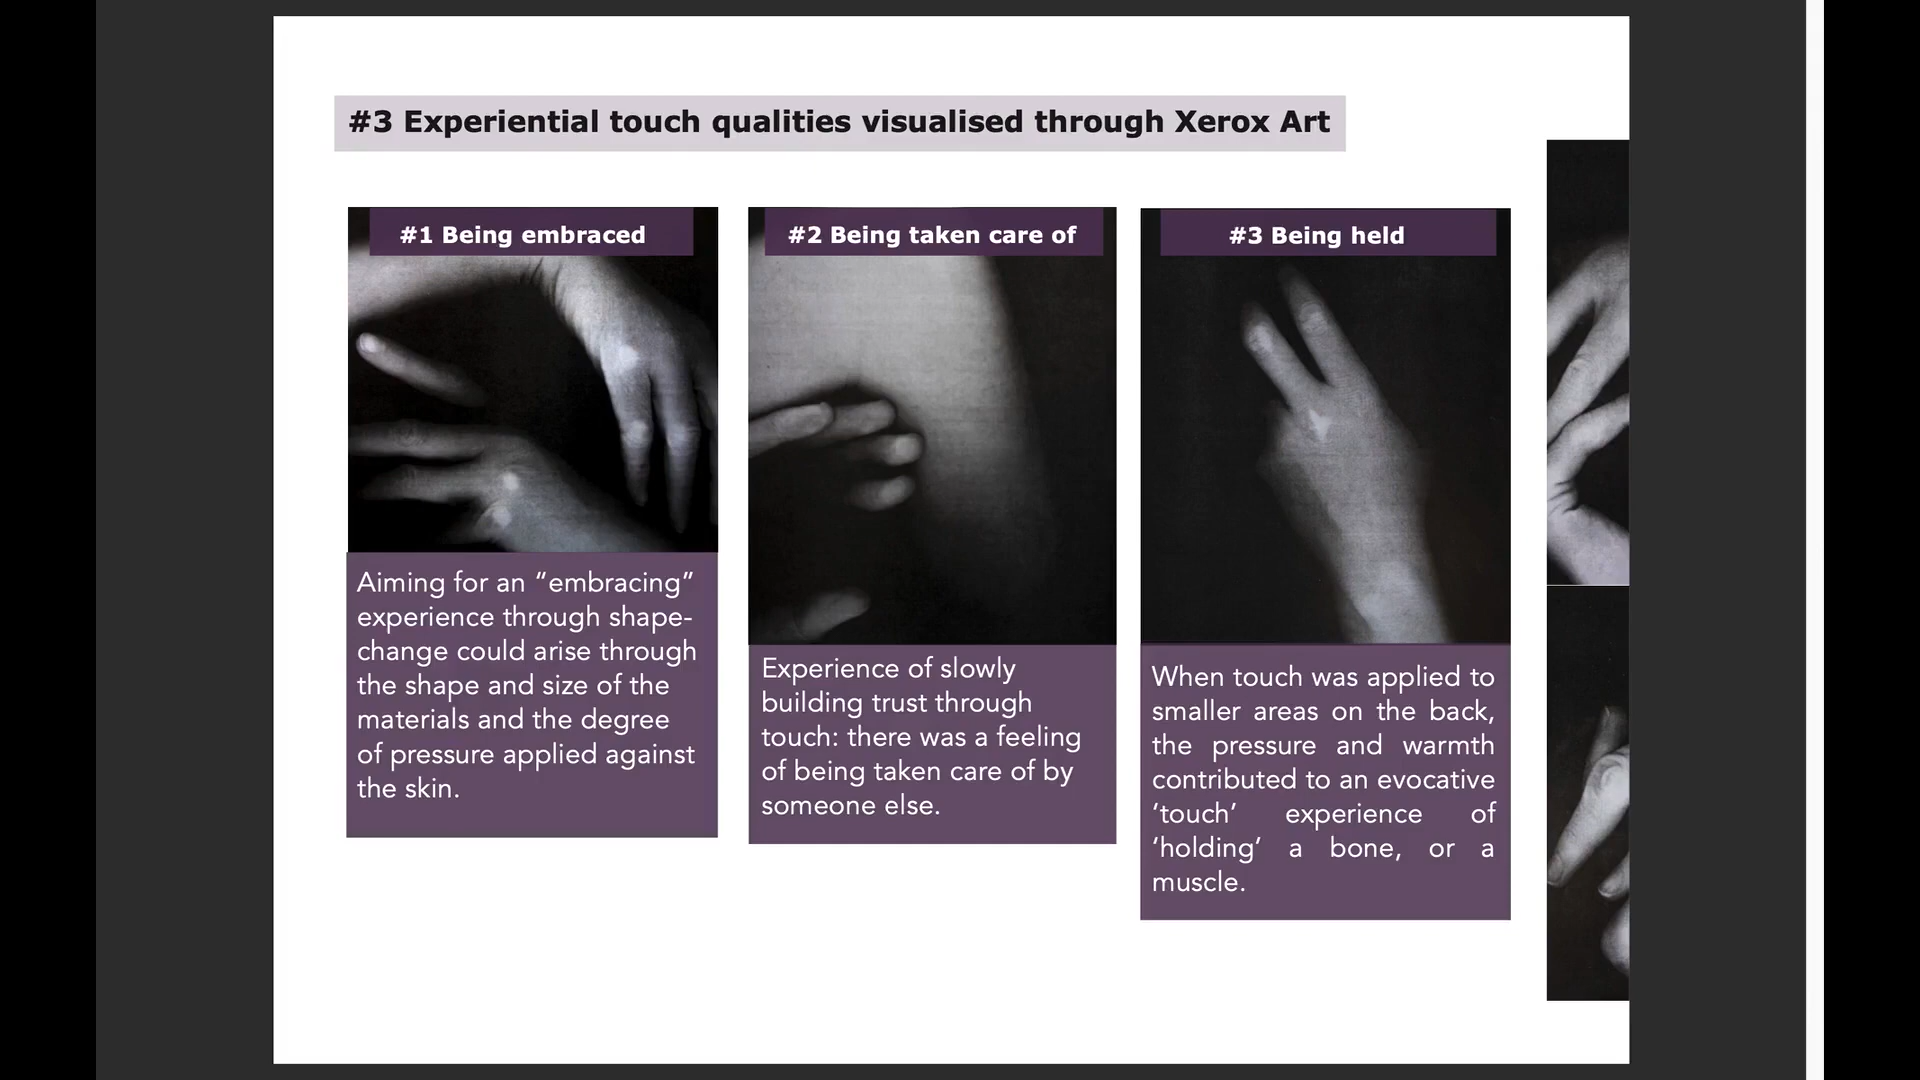 #3 Experiential touch qualities visualised through Xerox Art
#1 Being embraced
Aiming for an “embracing”
experience through shape-
change could arise through
the shape and size of the
materials and the degree
of pressure applied against
the skin.
#2 Being taken care of
Experience of slowly
building trust through
touch: there was a feeling
of being taken care of by
someone else.
#3 Being held
When touch was applied to
smaller areas on the back,
the pressure and warmth
contributed to an evocative
‘touch’ experience of
‘holding’ a bone, or a
muscle.